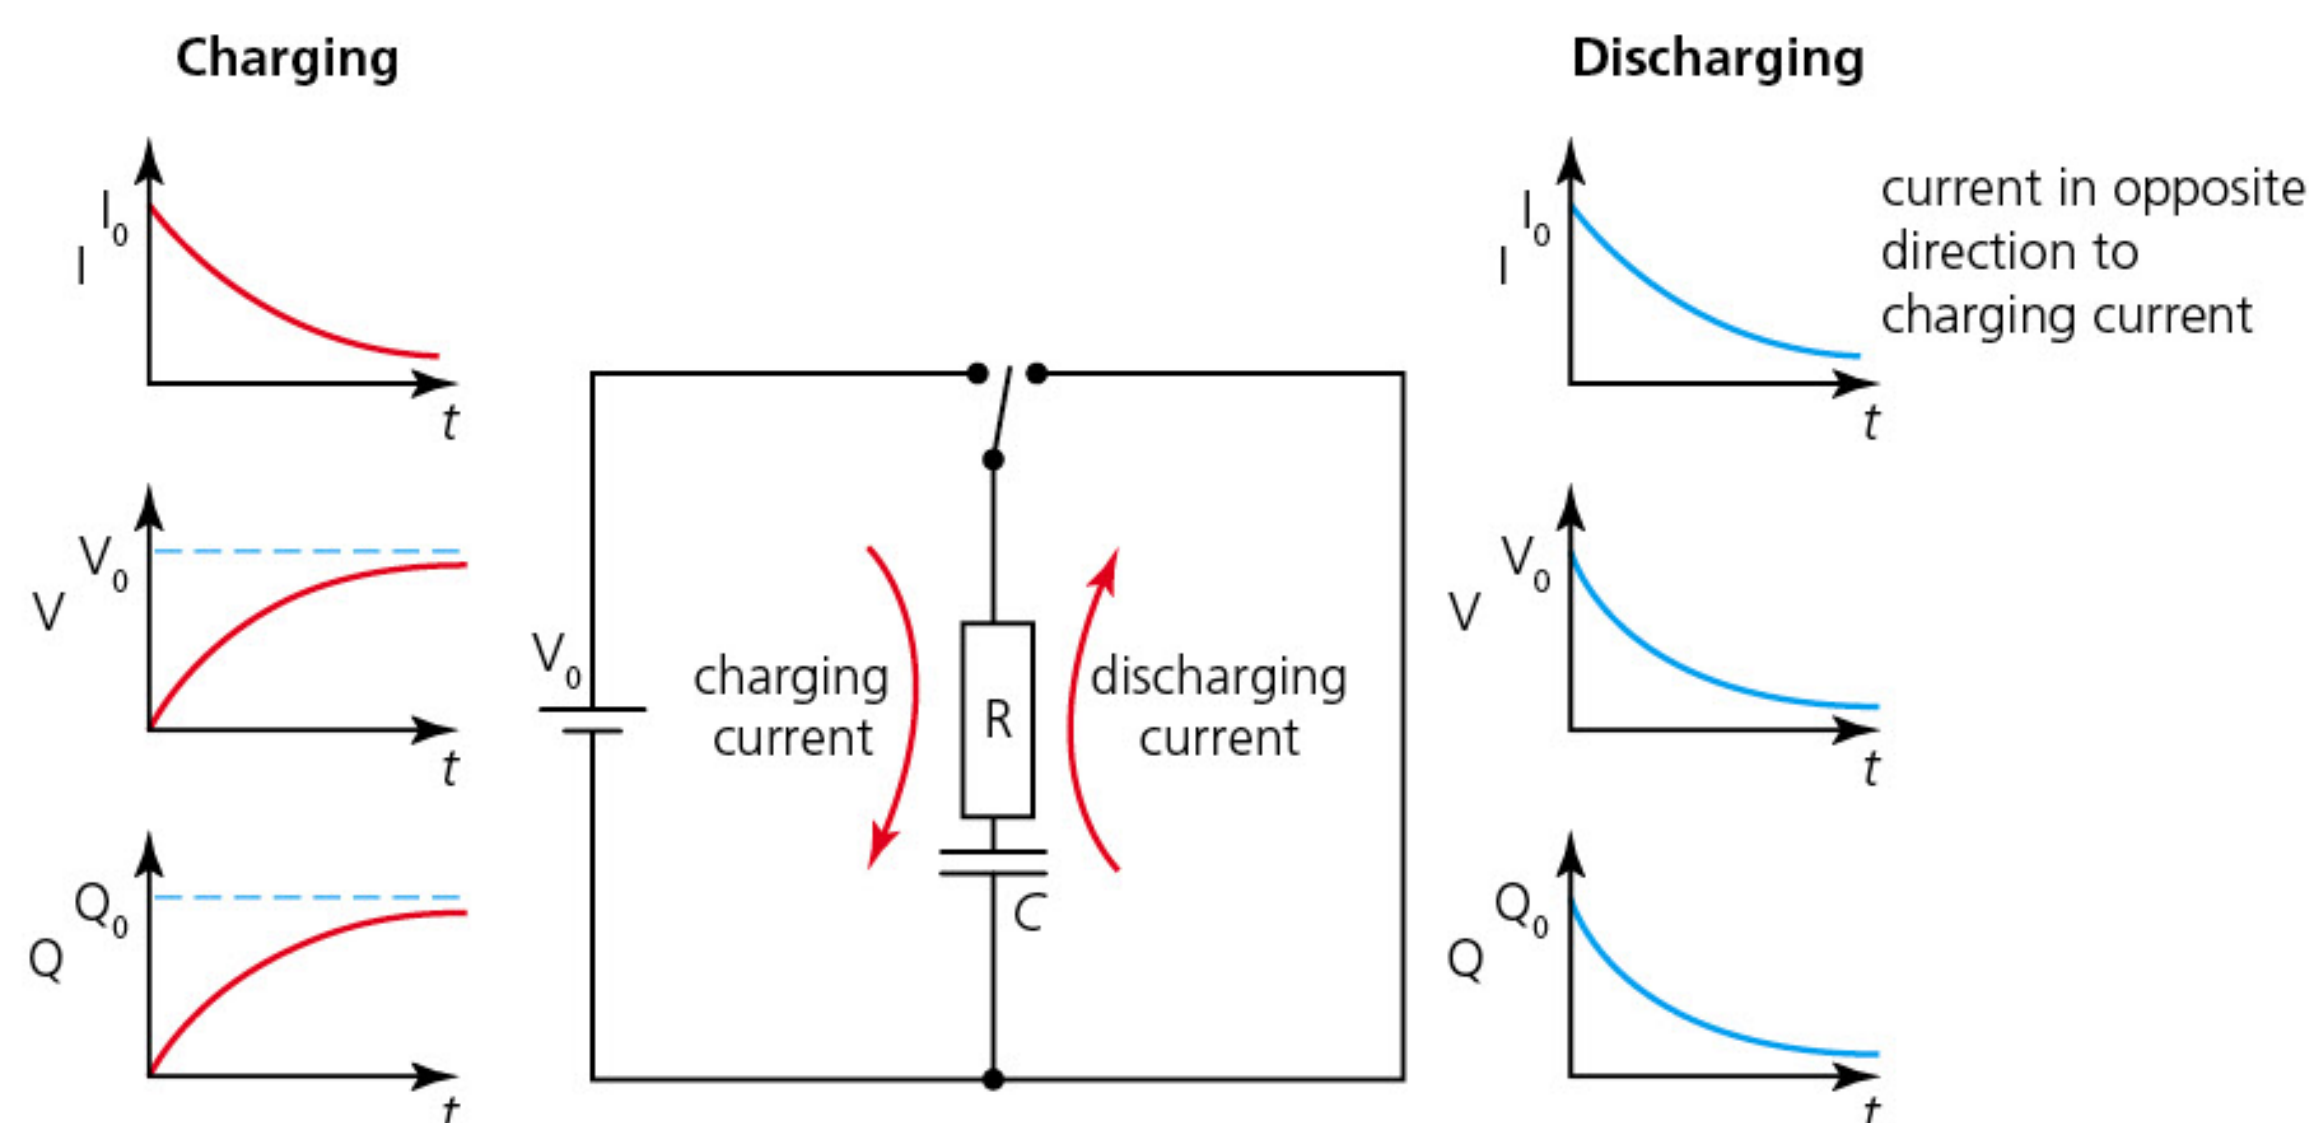 Charging
Discharging
I0
I
t
V0
V
t
Q0
Q
t
V0
charging
current
R
C
discharging
current
I0
I
t
current in opposite
direction to
charging current
V0
V
t
Q0
Q
t